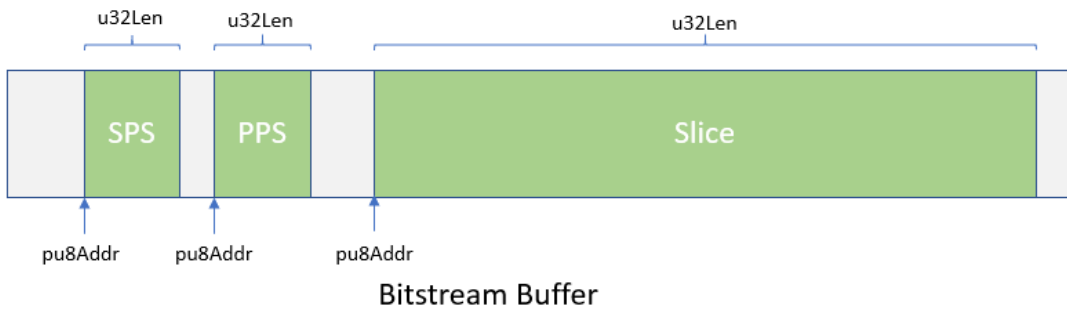 u32Len
u32Len
u32Len
SPS
PPS
Slice
pu8Addr
pu8Addr
pu8Addr
Bitstream Buffer